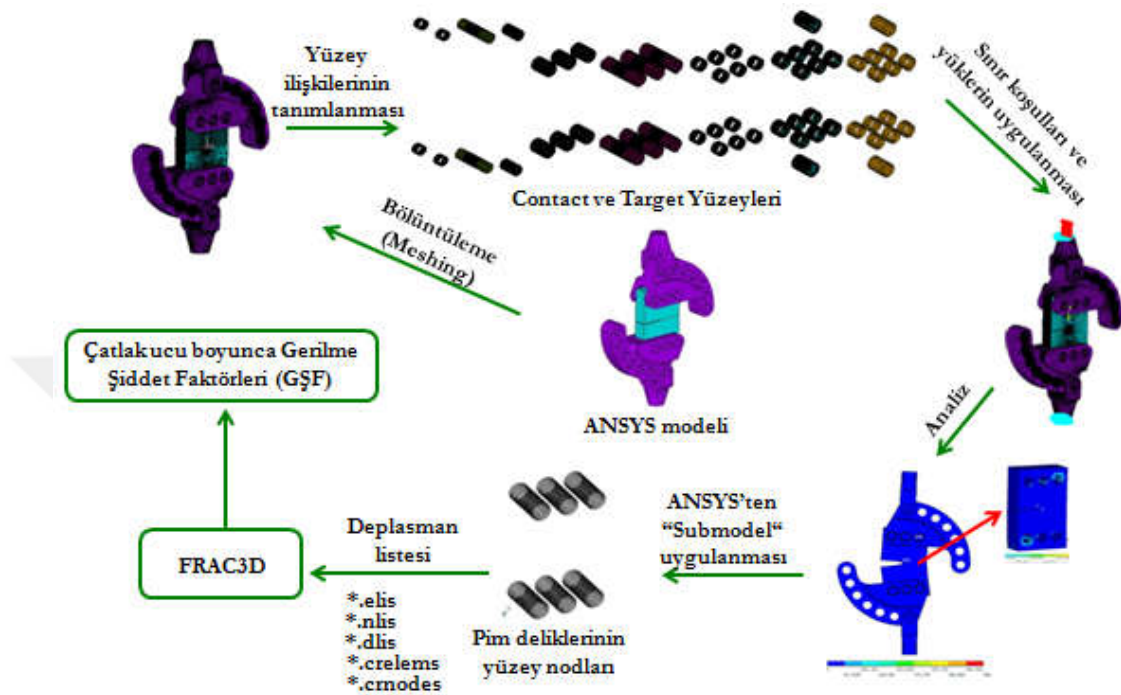 Yüzey
ilişkilerinin
tanımlanması
Sınır koşulları ve
yüklerin uygulanması
Contact ve Target Yüzeyleri
Bölüntüleme
(Meshing)
ANSYS modeli
Analiz
Çatlak ucu boyunca Gerilme
Şiddet Faktörleri (GŞF)
ANSYS’ten
“Submodel“
uygulanması
Deplasman
listesi
FRAC3D
*.elis
*.nlis
*.dlis
*.crelems
*.crnodes
Pim deliklerinin
yüzey nodları